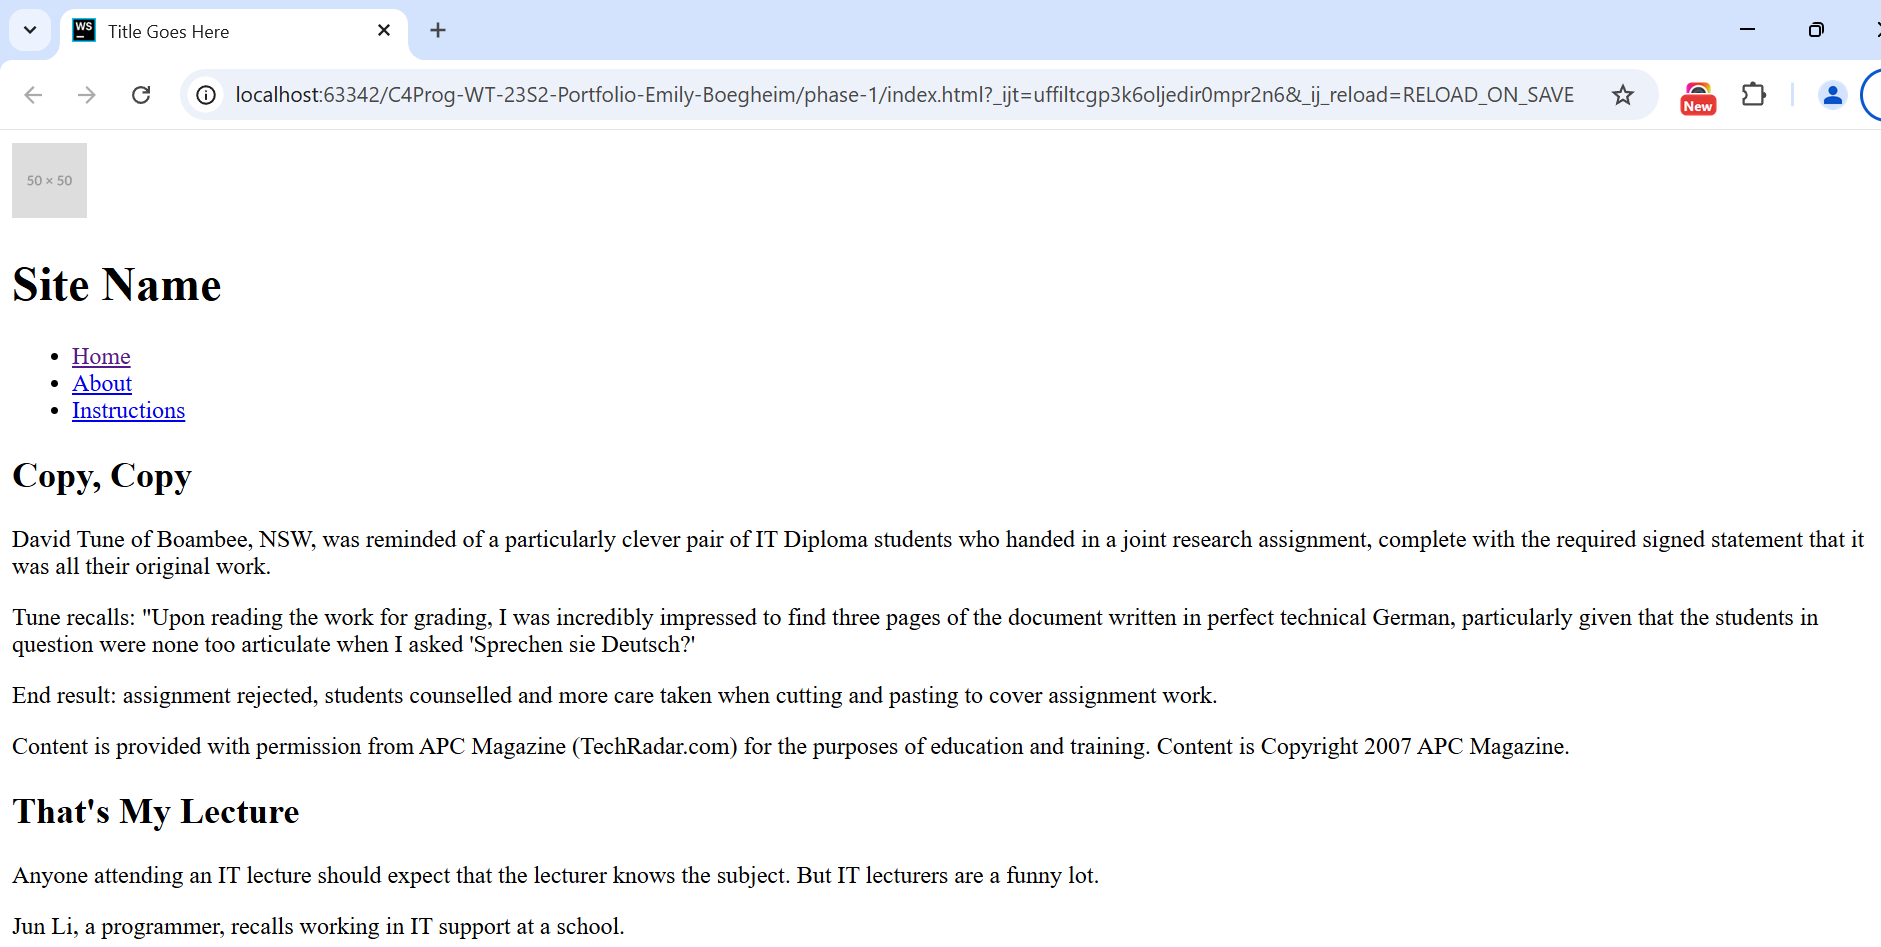 WS
Title Goes Here
localhost:63342/C4Prog-WT-23S2-Portfolio-Emily-Boegheim/phase-1/index.html?_ijt=uffiltcgp3k6oljedir0mpr2n6&_ij_reload=RELOAD_ON_SAVE
New
50 × 50
Site Name
• Home
• About
• Instructions
Copy, Copy
David Tune of Boambee, NSW, was reminded of a particularly clever pair of IT Diploma students who handed in a joint research assignment, complete with the required signed statement that it
was all their original work.
Tune recalls: "Upon reading the work for grading, I was incredibly impressed to find three pages of the document written in perfect technical German, particularly given that the students in
question were none too articulate when I asked 'Sprechen sie Deutsch?'
End result: assignment rejected, students counselled and more care taken when cutting and pasting to cover assignment work.
Content is provided with permission from APC Magazine (TechRadar.com) for the purposes of education and training. Content is Copyright 2007 APC Magazine.
That's My Lecture
Anyone attending an IT lecture should expect that the lecturer knows the subject. But IT lecturers are a funny lot.
Jun Li, a programmer, recalls working in IT support at a school.